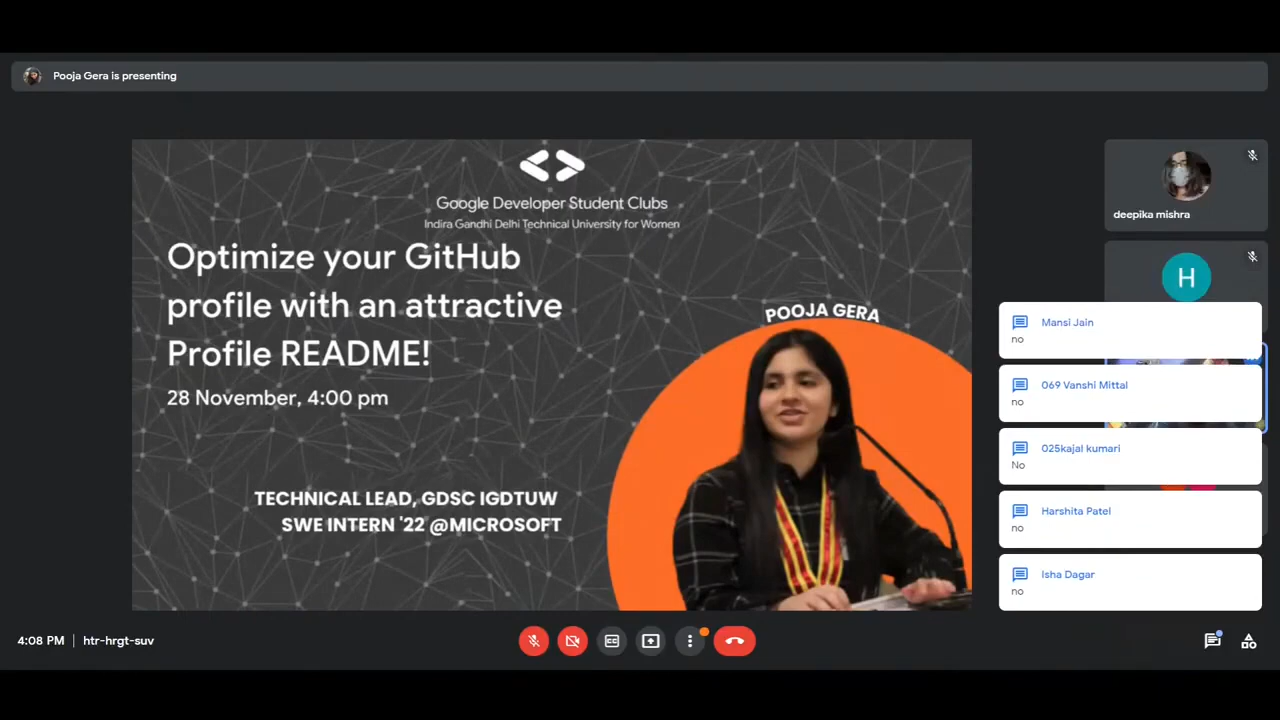 Pooja Gera is presenting
Google Developer Student Clubs
Indira Gandhi Delhi Technical University for Women
Optimize your GitHub
profile with an attractive
Profile README!
28 November, 4:00 pm
TECHNICAL LEAD, GDSC IGDTUW
SWE INTERN '22 @MICROSOFT
POOJA GERA
deepika mishra
H
Mansi Jain
no
069 Vanshi Mittal
no
025kajal kumari
No
Harshita Patel
no
Isha Dagar
no
4:08 PM | htr-hrgt-suv
CC